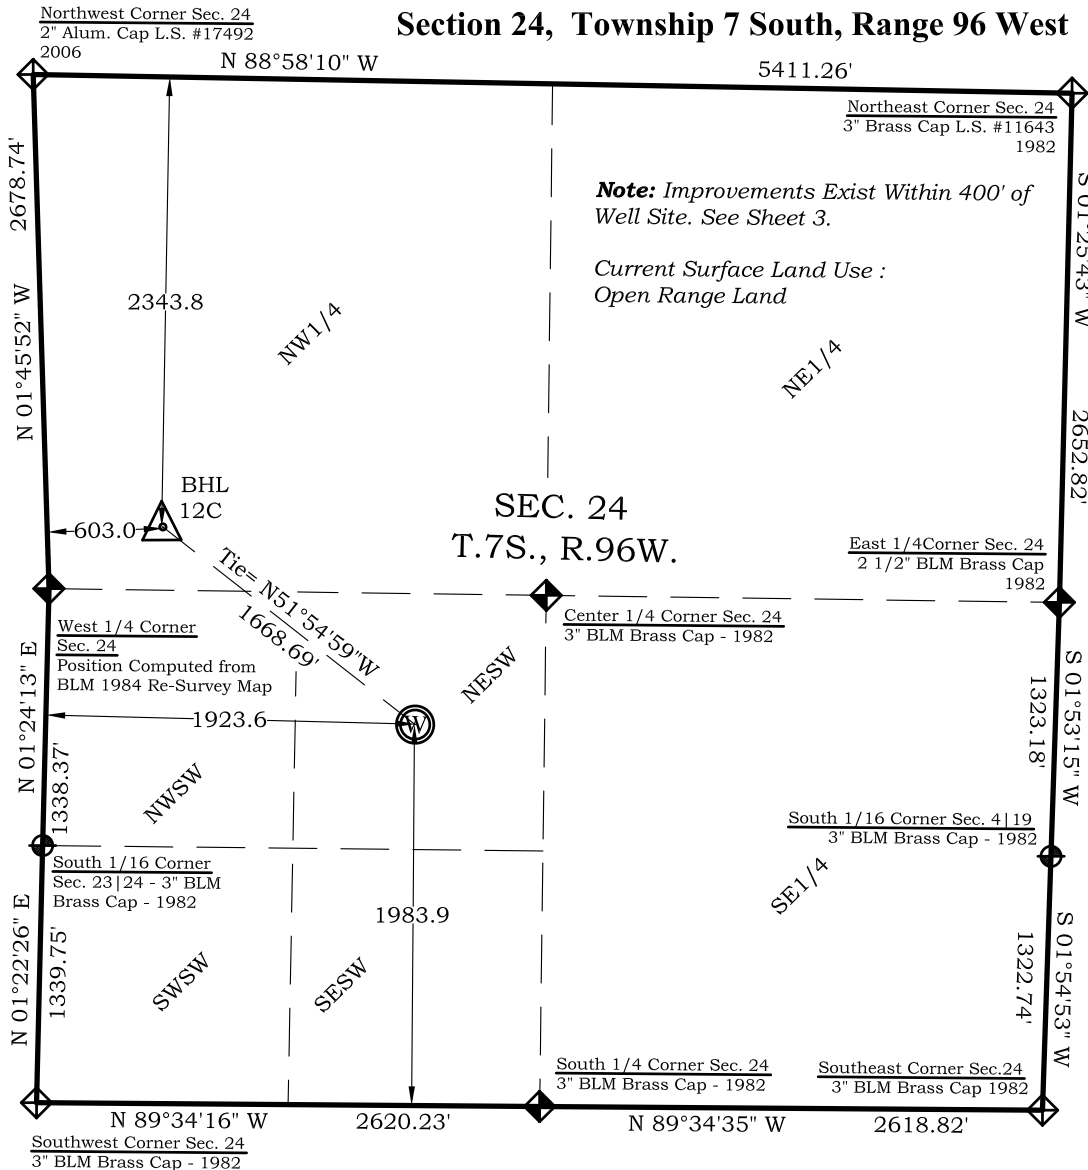 Section 24, Township 7 South, Range 96 West
Northwest Corner Sec. 24
2" Alum. Cap L.S. #17492
2006
N 88°58'10" W
5411.26'
Northeast Corner Sec. 24
3" Brass Cap L.S. #11643
1982
2678.74'
N 01°45'52" W
S 01°25'43" W
2652.82'
Note: Improvements Exist Within 400' of
Well Site. See Sheet 3.
Current Surface Land Use :
Open Range Land
2343.8
NW1/4
NE1/4
BHL
12C
603.0
SEC. 24
T.7S., R.96W.
East 1/4Corner Sec. 24
2 1/2" BLM Brass Cap
1982
Tie= N51°54'59"W
1668.69'
Center 1/4 Corner Sec. 24
3" BLM Brass Cap - 1982
West 1/4 Corner
Sec. 24
Position Computed from
BLM 1984 Re-Survey Map
NESW
N 01°24'13" E
1338.37'
1923.6
W
S 01°53'15" W
1323.18'
NWSW
South 1/16 Corner Sec. 4|19
3" BLM Brass Cap - 1982
South 1/16 Corner
Sec. 23|24 - 3" BLM
Brass Cap - 1982
SE1/4
1983.9
N 01°22'26" E
1339.75'
SWSW
SESW
1322.74'
S 01°54'53" W
South 1/4 Corner Sec. 24
3" BLM Brass Cap - 1982
Southeast Corner Sec.24
3" BLM Brass Cap 1982
N 89°34'16" W
2620.23'
N 89°34'35" W
2618.82'
Southwest Corner Sec. 24
3" BLM Brass Cap - 1982